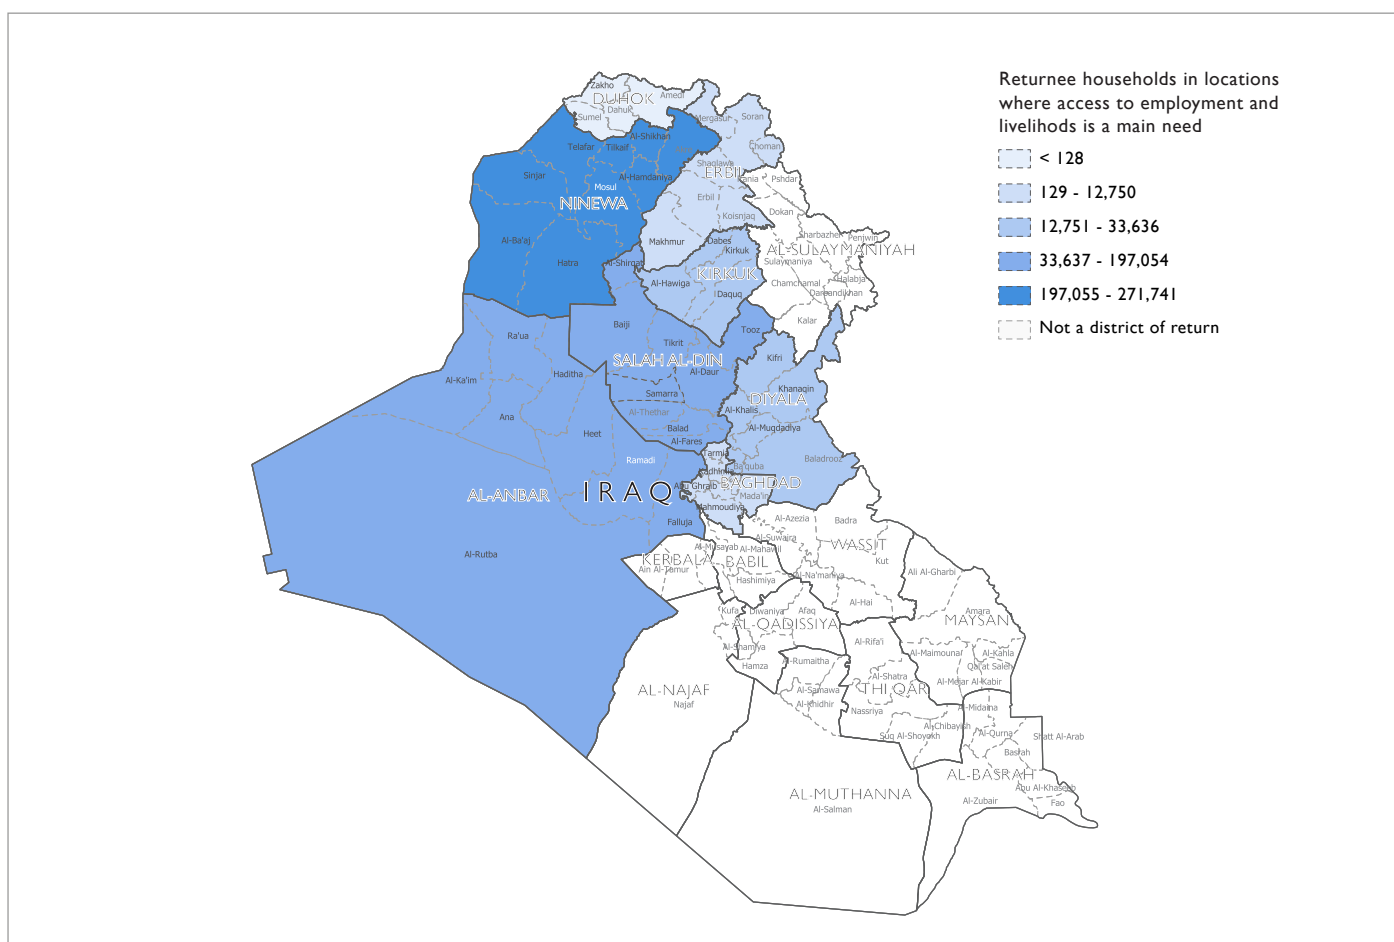 Returnee households in locations
where access to employment and
livelihods is a main need
< 128
129 - 12,750
12,751 - 33,636
33,637 - 197,054
197,055 - 271,741
Not a district of return
Zakho
DUHOK
Amedi
Dahuk
Sumel
Mergasur
Soran
Al-Shikhan
Telafar
Tilkaif
Choman
Shaqlawa
ERBIL
Rania
Pshdar
Sinjar
Al-Hamdaniya
Mosul
NINEWA
Erbil
Koisnjaq
Dokan
Sharbazher
Penjwin
Al-Ba'aj
Makhmur
Dabes
Kirkuk
AL-SULAYMANIYAH
Hatra
Al-Shirqat
Sulaymaniya
KIRKUK
Al-Hawiga
Daquq
Chamchamal
Halabja
Darbandikhan
Kalar
Ra'ua
Baiji
Tooz
Tikrit
SALAH AL-DIN
Kifri
Al-Daur
Haditha
Al-Ka'im
Samarra
Khanaqin
DIYALA
Al-Thethar
Al-Khalis
Ana
Balad
Al-Muqdadiya
Heet
Al-Fares
Tarmia
Ramadi
Kadhimia
Ba'quba
Baladrooz
Abu Ghraib
BAGHDAD
AL-ANBAR
IRAQ
Mada'in
Mahmoudiya
Falluja
Al-Azezia
Badra
Al-Suwaira
WASSIT
Al-Rutba
Al-Musayab
Al-Mahawil
KERBALA
BABIL
Kut
Ain Al-Tamur
Al-Na'maniya
Ali Al-Gharbi
Hashimiya
Al-Hai
Kufa
Diwaniya
Afaq
Amara
AL-QADISSIYA
MAYSAN
Al-Shamiya
Al-Rifa'i
Al-Maimouna
Al-Kahla
Hamza
Al-Rumaitha
Qal'at Saleh
Al-Shatra
Al-Mejar Al-Kabir
AL-NAJAF
Al-Samawa
THI QAR
Najaf
Al-Khidhir
Nassriya
Al-Midaina
Al-Chibayish
Suq Al-Shoyokh
Al-Qurna
Shatt Al-Arab
Basrah
AL-BASRAH
Abu Al-Khaseeb
AL-MUTHANNA
Al-Zubair
Fao
Al-Salman